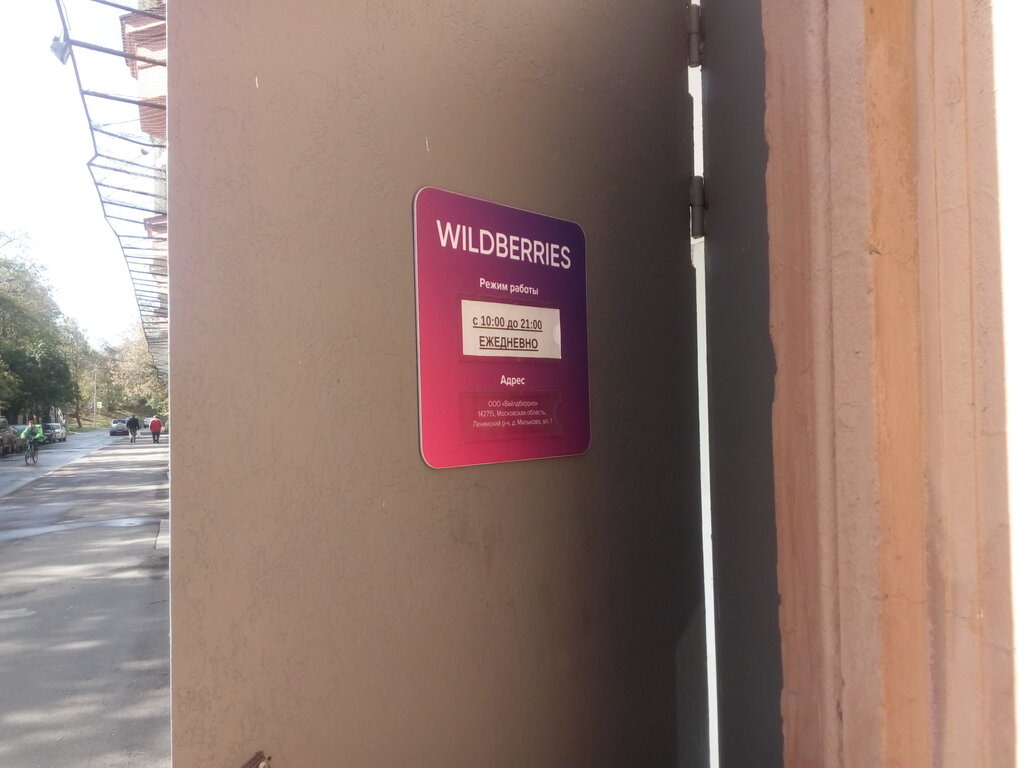 WILDBERRIES
Режим работы
с 10:00 до 21:00
ЕЖЕДНЕВНО
Адрес
ООО «Вайлдберриз»
142715, Московская область,
Ленинский р-н, д. Мильково, вл. 1